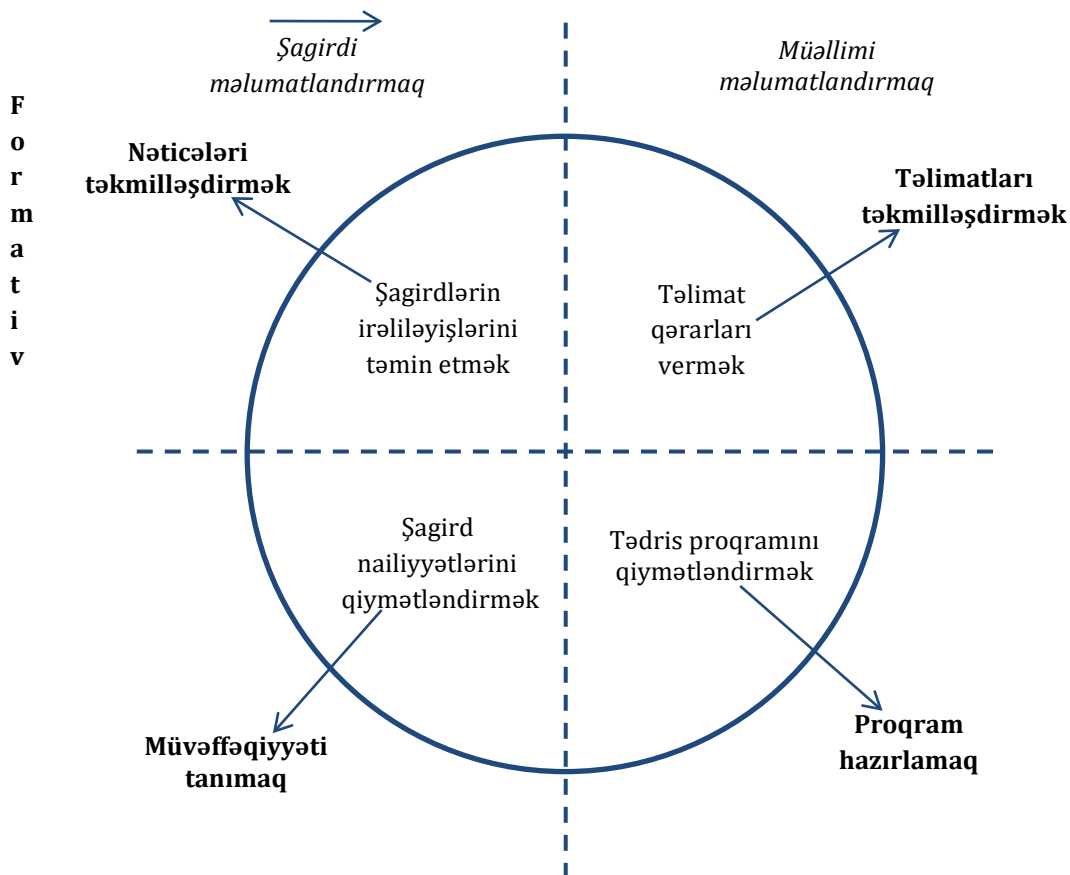 Şagirdi
məlumatlandırmaq
Müəllimi
məlumatlandırmaq
F
o
r
m
a
t
i
v
Nəticələri
təkmilləşdirmək
Təlimatları
təkmilləşdirmək
Şagirdlərin
irəliləyişlərini
təmin etmək
Təlimat
qərarları
vermək
Şagird
nailiyyətlərini
qiymətləndirmək
Tədris proqramını
qiymətləndirmək
Müvəffəqiyyəti
tanımaq
Proqram
hazırlamaq